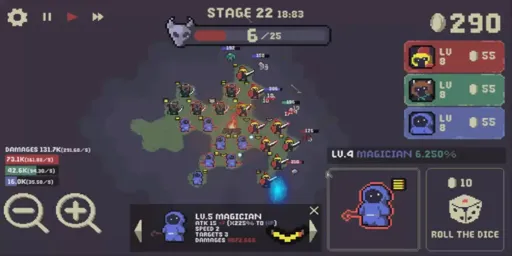 STAGE 22 18:83
290
6/25
LV
8
55
LV
8
55
LV
8
55
DAMAGES 131.7K
73.1K
42.6K
16.0K
LV.4 MAGICIAN 6.250%
LV.5 MAGICIAN
ATK 15
SPEED 2
TARGETS 3
DAMAGES
10
ROLL THE DICE